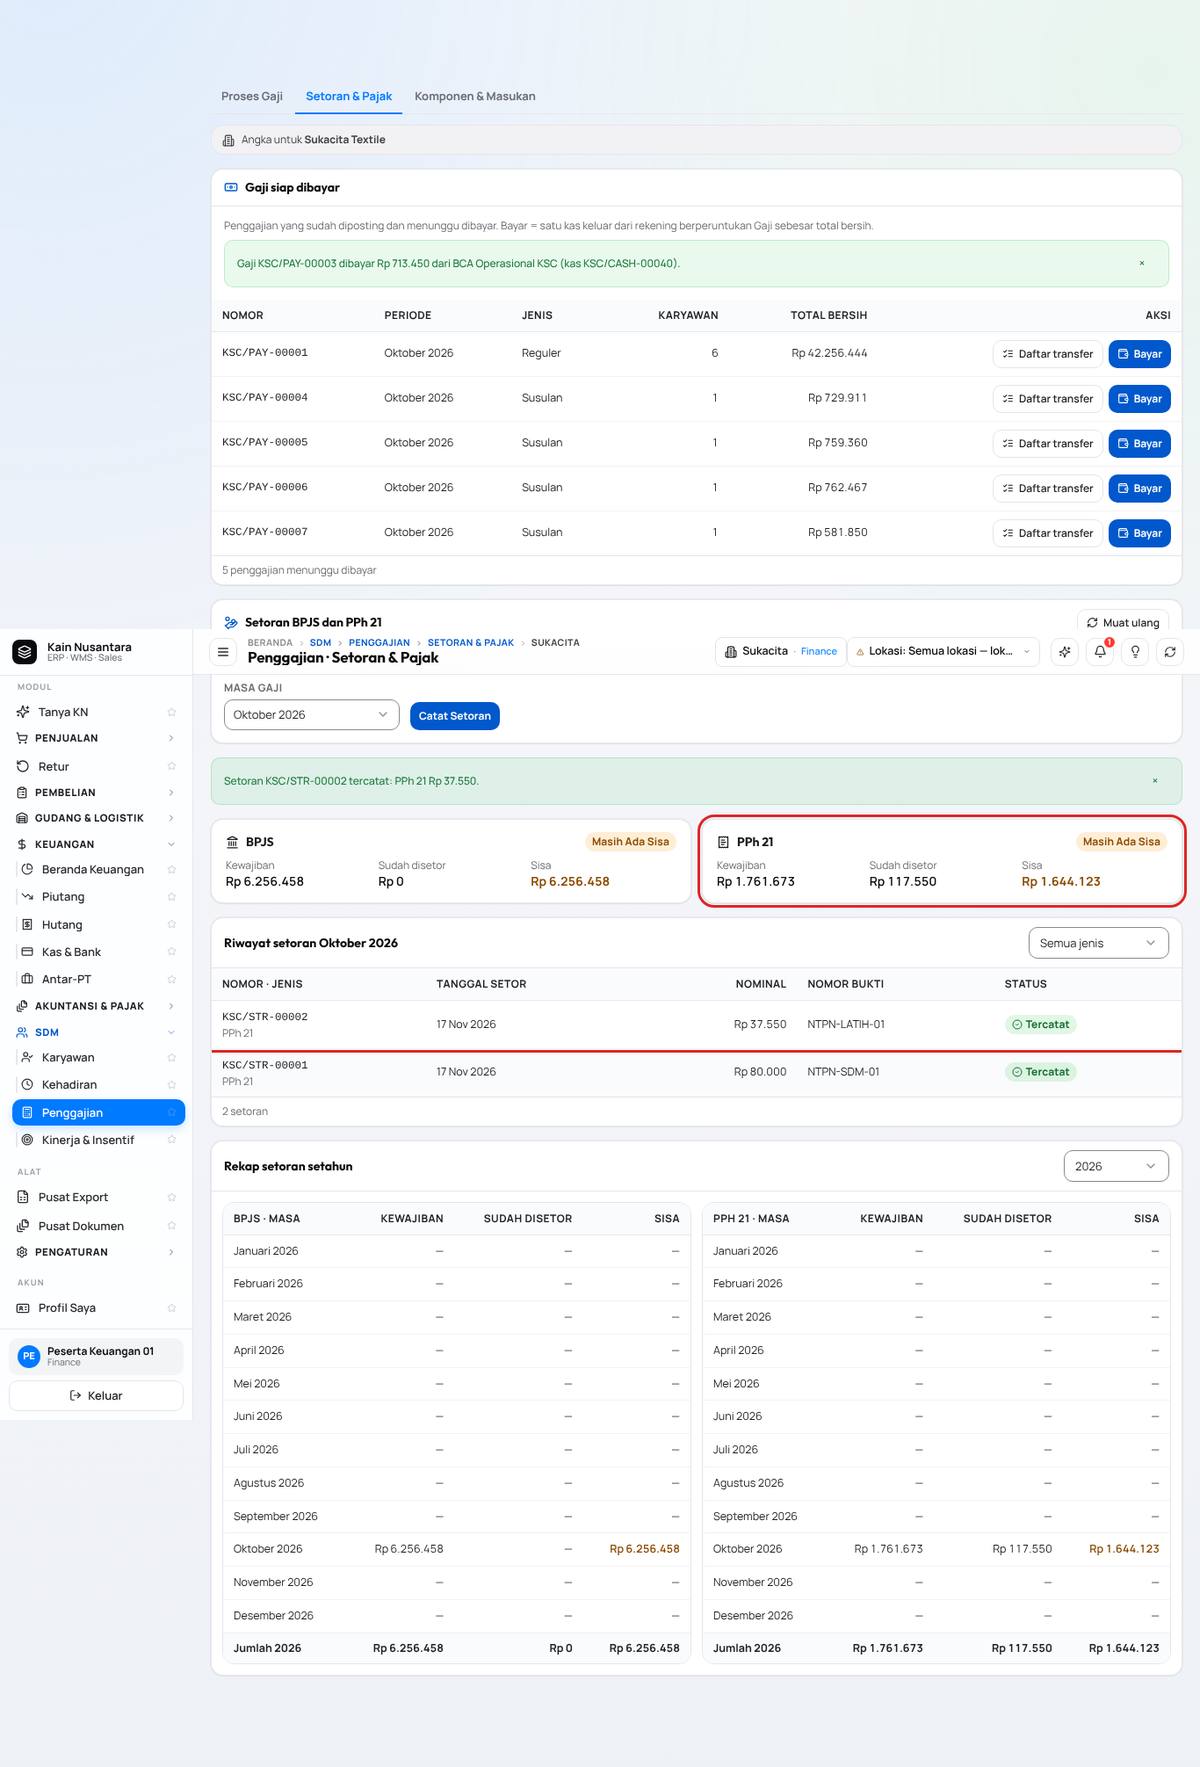 Proses Gaji Setoran & Pajak Komponen & Masukan
Angka untuk Sukacita Textile
Gaji siap dibayar
Penggajian yang sudah diposting dan menunggu dibayar. Bayar = satu kas keluar dari rekening berperuntukan Gaji sebesar total bersih.
Gaji KSC/PAY-00003 dibayar Rp 713.450 dari BCA Operasional KSC (kas KSC/CASH-00040). ×
NOMOR PERIODE JENIS KARYAWAN TOTAL BERSIH AKSI
KSC/PAY-00001 Oktober 2026 Reguler 6 Rp 42.256.444 Daftar transfer Bayar
KSC/PAY-00004 Oktober 2026 Susulan 1 Rp 729.911 Daftar transfer Bayar
KSC/PAY-00005 Oktober 2026 Susulan 1 Rp 759.360 Daftar transfer Bayar
KSC/PAY-00006 Oktober 2026 Susulan 1 Rp 762.467 Daftar transfer Bayar
KSC/PAY-00007 Oktober 2026 Susulan 1 Rp 581.850 Daftar transfer Bayar
5 penggajian menunggu dibayar
Setoran BPJS dan PPh 21 Muat ulang
BERANDA > SDM > PENGGAJIAN > SETORAN & PAJAK > SUKACITA
Penggajian · Setoran & Pajak
Sukacita · Finance
Lokasi: Semua lokasi — lok...
1
MASA GAJI
Oktober 2026 Catat Setoran
Setoran KSC/STR-00002 tercatat: PPh 21 Rp 37.550. ×
BPJS Masih Ada Sisa
Kewajiban Sudah disetor Sisa
Rp 6.256.458 Rp 0 Rp 6.256.458
PPh 21 Masih Ada Sisa
Kewajiban Sudah disetor Sisa
Rp 1.761.673 Rp 117.550 Rp 1.644.123
Riwayat setoran Oktober 2026 Semua jenis
NOMOR · JENIS TANGGAL SETOR NOMINAL NOMOR BUKTI STATUS
KSC/STR-00002
PPh 21
17 Nov 2026 Rp 37.550 NTPN-LATIH-01 Tercatat
KSC/STR-00001
PPh 21
17 Nov 2026 Rp 80.000 NTPN-SDM-01 Tercatat
2 setoran
Rekap setoran setahun 2026
BPJS · MASA KEWAJIBAN SUDAH DISETOR SISA
Januari 2026 — — —
Februari 2026 — — —
Maret 2026 — — —
April 2026 — — —
Mei 2026 — — —
Juni 2026 — — —
Juli 2026 — — —
Agustus 2026 — — —
September 2026 — — —
Oktober 2026 Rp 6.256.458 — Rp 6.256.458
November 2026 — — —
Desember 2026 — — —
Jumlah 2026 Rp 6.256.458 Rp 0 Rp 6.256.458
PPH 21 · MASA KEWAJIBAN SUDAH DISETOR SISA
Januari 2026 — — —
Februari 2026 — — —
Maret 2026 — — —
April 2026 — — —
Mei 2026 — — —
Juni 2026 — — —
Juli 2026 — — —
Agustus 2026 — — —
September 2026 — — —
Oktober 2026 Rp 1.761.673 Rp 117.550 Rp 1.644.123
November 2026 — — —
Desember 2026 — — —
Jumlah 2026 Rp 1.761.673 Rp 117.550 Rp 1.644.123
Kain Nusantara
ERP · WMS · Sales
MODUL
Tanya KN
PENJUALAN
Retur
PEMBELIAN
GUDANG & LOGISTIK
KEUANGAN
Beranda Keuangan
Piutang
Hutang
Kas & Bank
Antar-PT
AKUNTANSI & PAJAK
SDM
Karyawan
Kehadiran
Penggajian
Kinerja & Insentif
ALAT
Pusat Export
Pusat Dokumen
PENGATURAN
AKUN
Profil Saya
PE Peserta Keuangan 01
Finance
Keluar